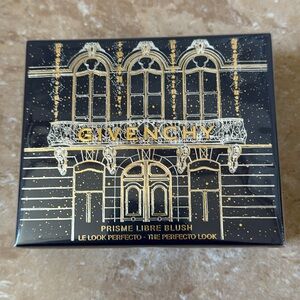 GIVENCHY
PRISME LIBRE BLUSH
LE LOOK PERFECTO - THE PERFECTO LOOK